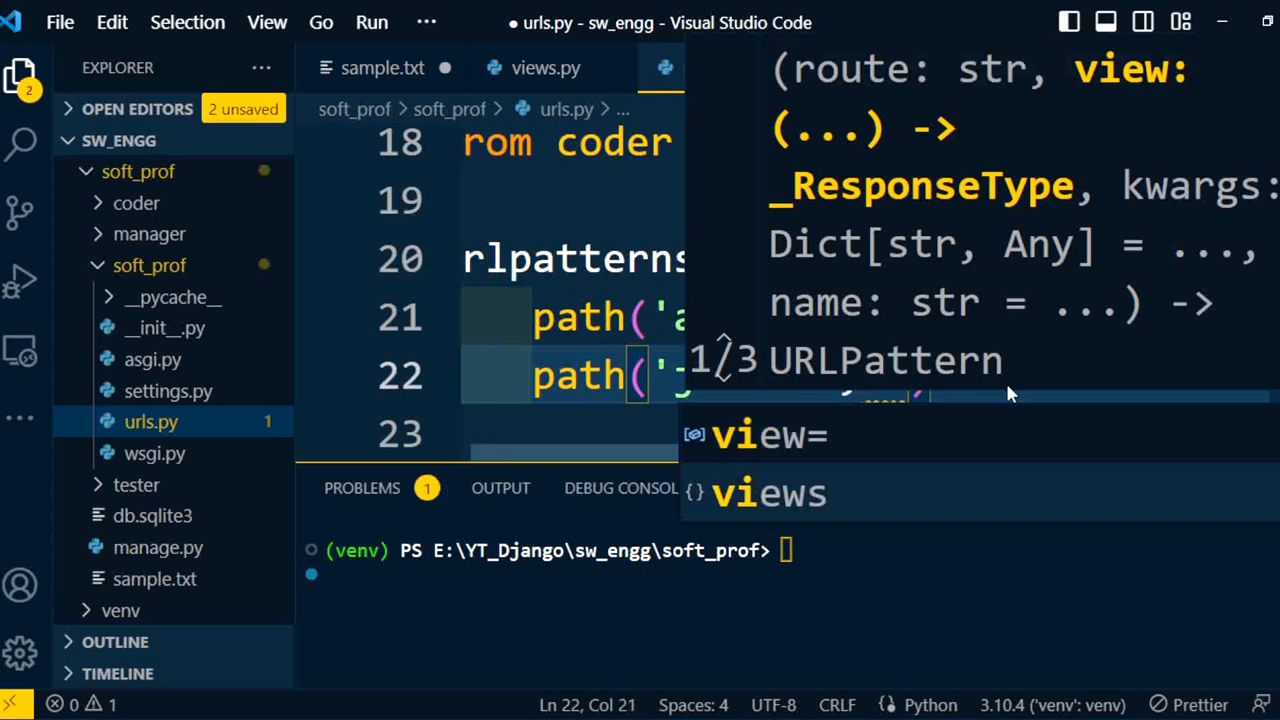 File Edit Selection View Go Run ··· ● urls.py - sw_engg - Visual Studio Code
EXPLORER ···
2
OPEN EDITORS 2 unsaved
SW_ENGG
soft_prof
coder
manager
soft_prof
__pycache__
__init__.py
asgi.py
settings.py
urls.py 1
wsgi.py
tester
db.sqlite3
manage.py
sample.txt
venv
OUTLINE
TIMELINE
sample.txt ● views.py
soft_prof > soft_prof > urls.py > ...
18 rom coder
19
20 rlpatterns
21 path('a
22 path('
23
(route: str, view:
(...) ->
_ResponseType, kwargs:
Dict[str, Any] = ...,
name: str = ...) ->
1/3 URLPattern
view=
{} views
PROBLEMS 1 OUTPUT DEBUG CONSOL
(venv) PS E:\YT_Django\sw_engg\soft_prof>
0 1 Ln 22, Col 21 Spaces: 4 UTF-8 CRLF Python 3.10.4 ('venv': venv) Prettier